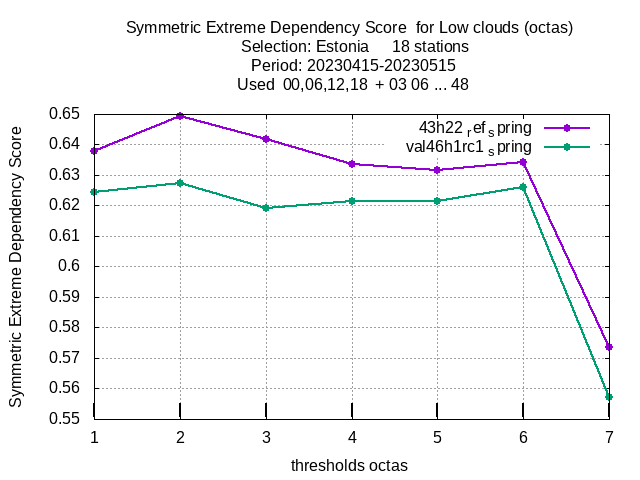 Symmetric Extreme Dependency Score  for Low clouds (octas)
Selection: Estonia     18 stations
Period: 20230415-20230515
Used  00,06,12,18  + 03 06 ... 48
43h22 ref spring
val46h1rc1 spring
Symmetric Extreme Dependency Score
0.65
0.64
0.63
0.62
0.61
0.6
0.59
0.58
0.57
0.56
0.55
1 2 3 4 5 6 7
thresholds octas